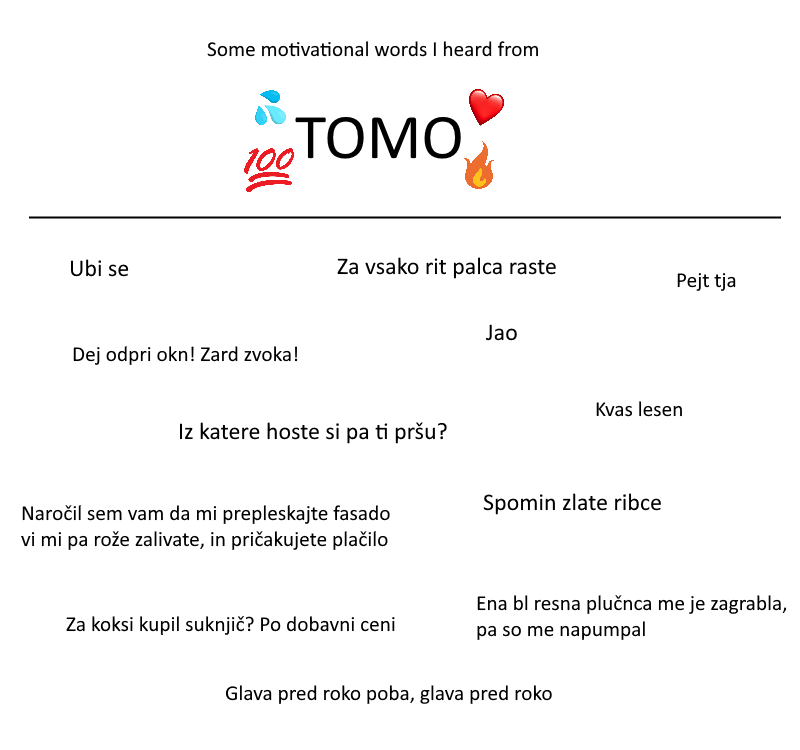 Some motivational words I heard from
💦TOMO❤️
💯🔥
Ubi se
Za vsako rit palca raste
Pejt tja
Jao
Dej odpri okn! Zard zvoka!
Kvas lesen
Iz katere hoste si pa ti pršu?
Spomin zlate ribce
Naročil sem vam da mi prepleskajte fasado
vi mi pa rože zalivate, in pričakujete plačilo
Ena bl resna plučnca me je zagrabla,
pa so me napumpal
Za koksi kupil suknjič? Po dobavni ceni
Glava pred roko poba, glava pred roko